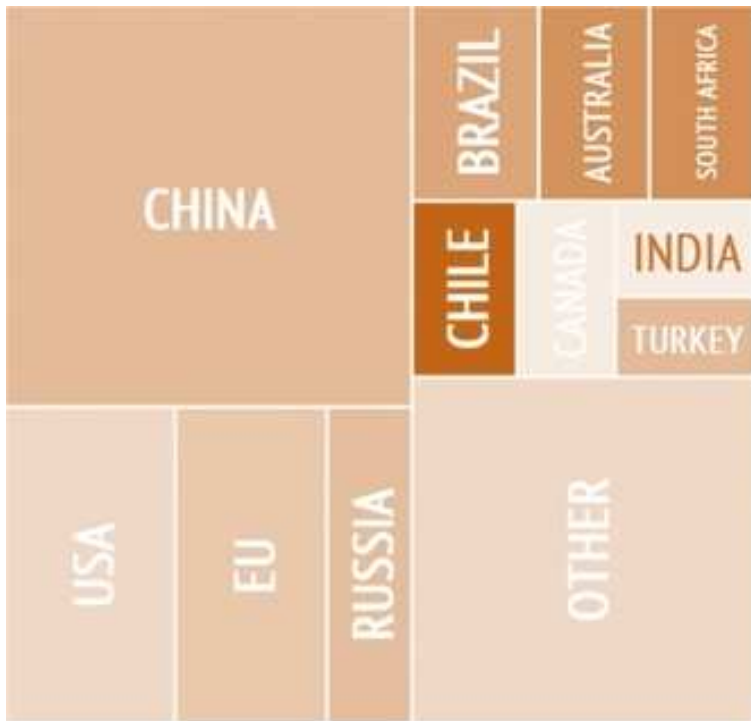 CHINA
BRAZIL
AUSTRALIA
SOUTH AFRICA
CHILE
CANADA
INDIA
TURKEY
USA
EU
RUSSIA
OTHER